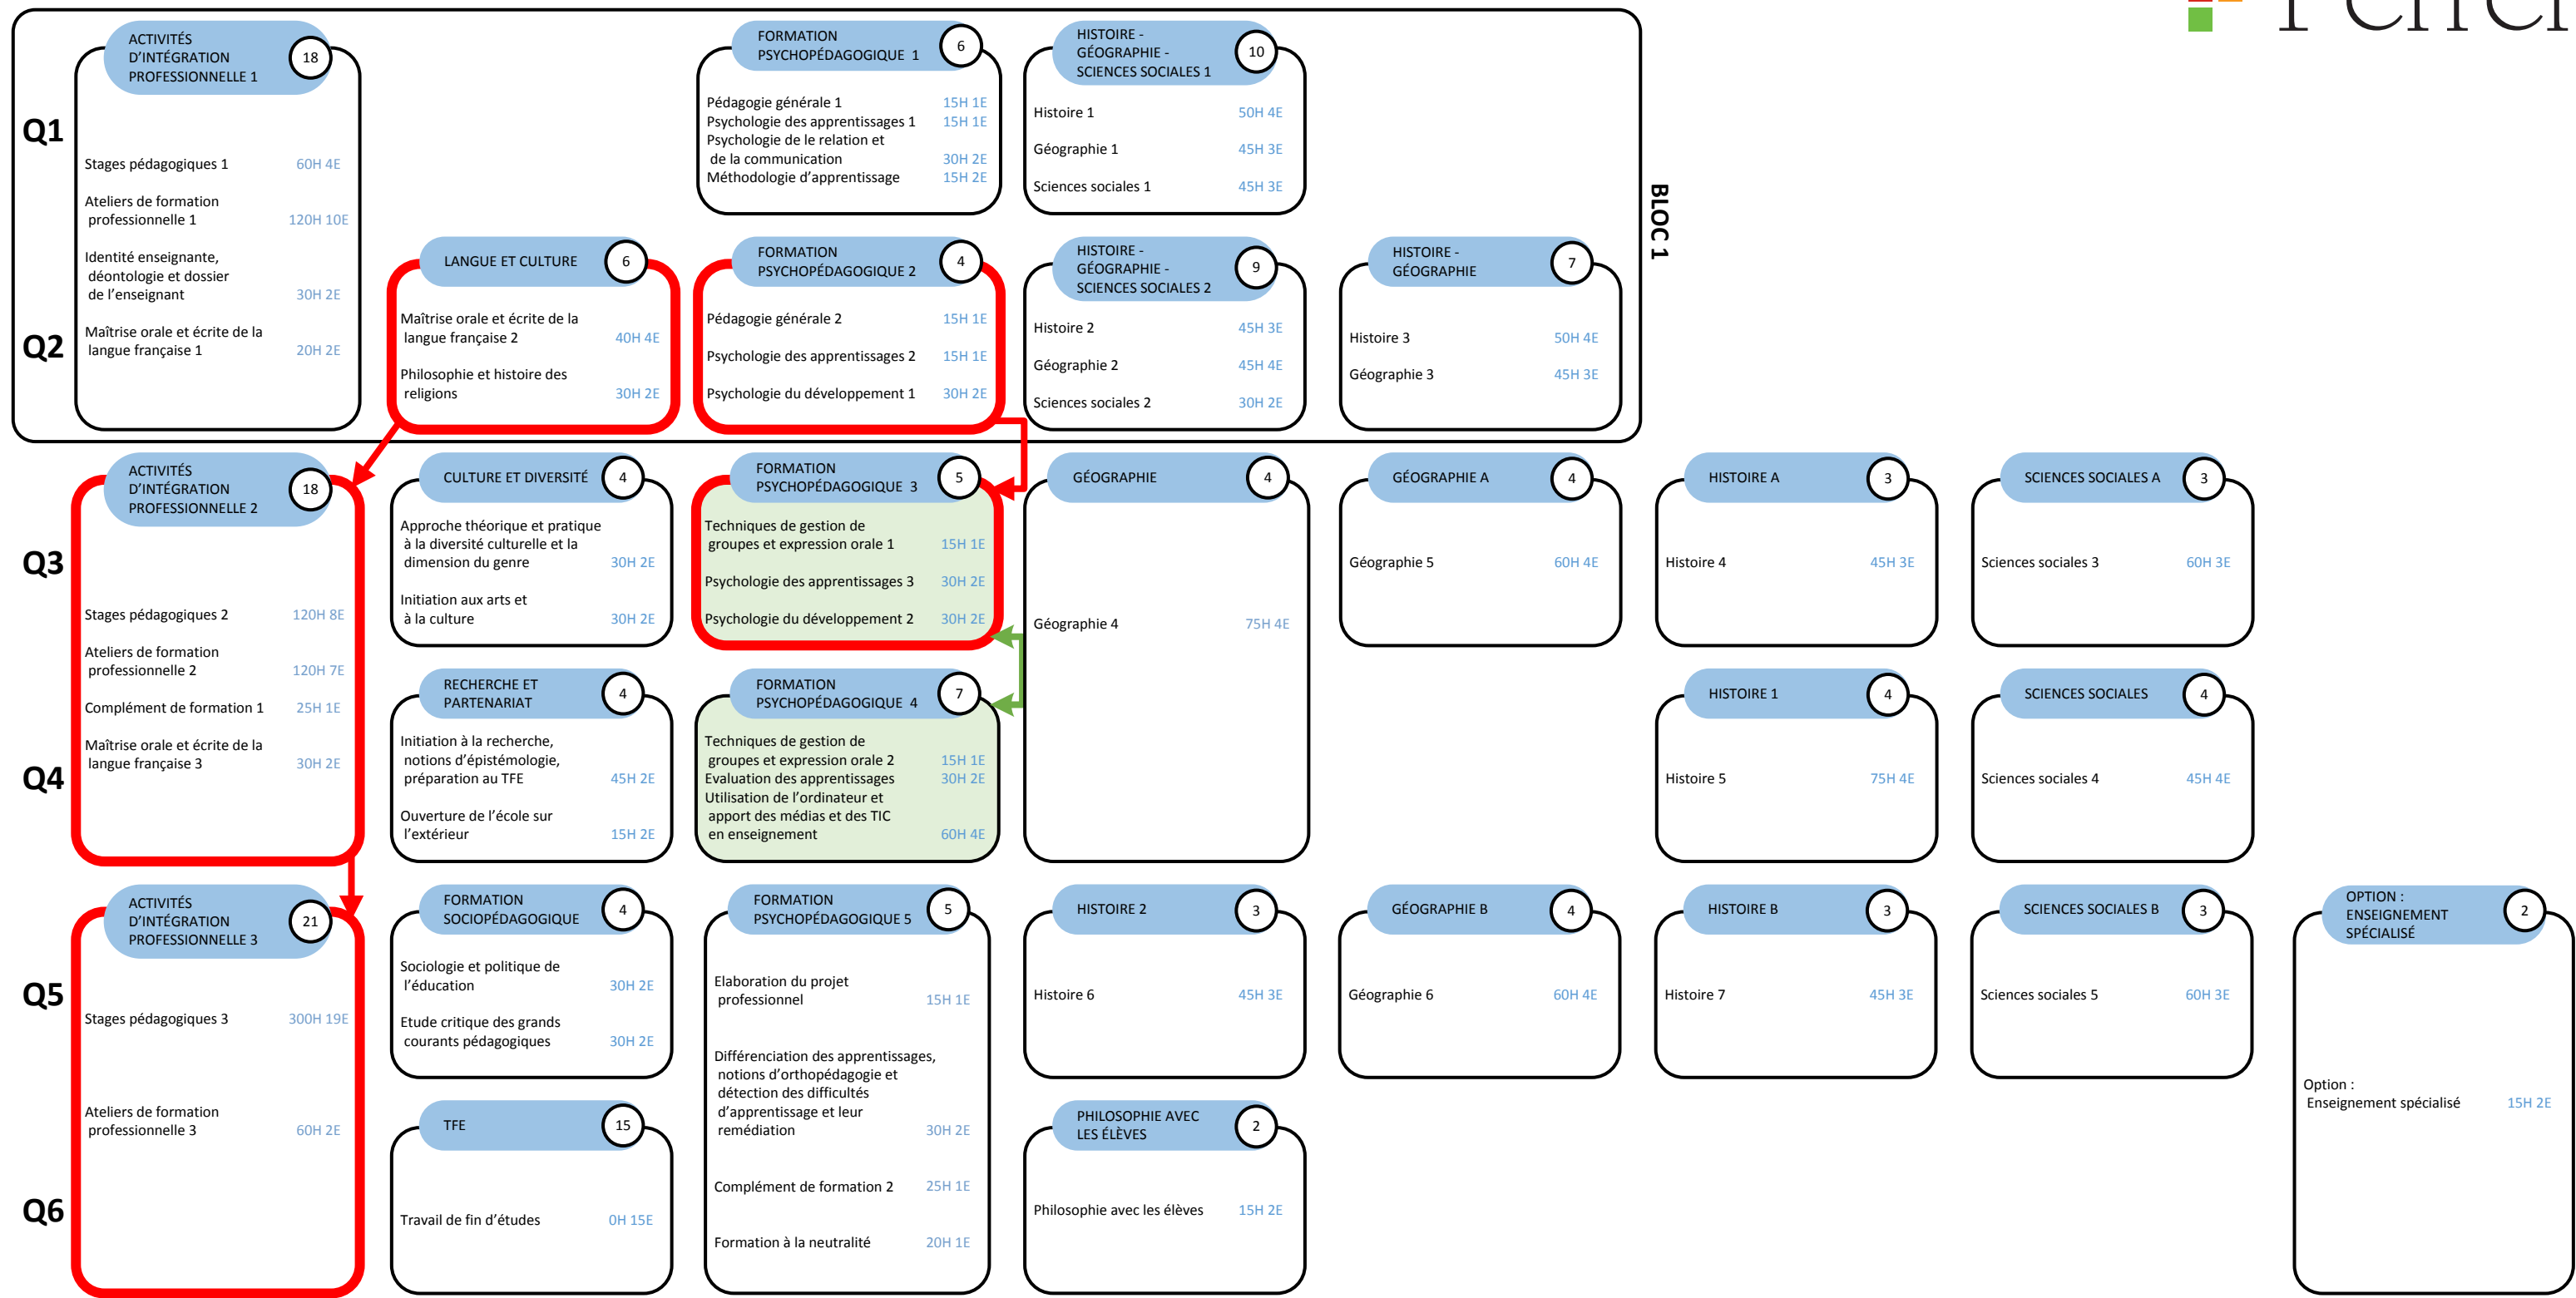 Ferrer
BLOC 1
Q1
Q2
ACTIVITÉS
D’INTÉGRATION
PROFESSIONNELLE 1
18
Stages pédagogiques 1 60H 4E
Ateliers de formation
professionnelle 1 120H 10E
Identité enseignante,
déontologie et dossier
de l’enseignant 30H 2E
Maîtrise orale et écrite de la
langue française 1 20H 2E
FORMATION
PSYCHOPÉDAGOGIQUE 1
6
Pédagogie générale 1 15H 1E
Psychologie des apprentissages 1 15H 1E
Psychologie de le relation et
de la communication 30H 2E
Méthodologie d’apprentissage 15H 2E
HISTOIRE -
GÉOGRAPHIE -
SCIENCES SOCIALES 1
10
Histoire 1 50H 4E
Géographie 1 45H 3E
Sciences sociales 1 45H 3E
LANGUE ET CULTURE
6
Maîtrise orale et écrite de la
langue française 2 40H 4E
Philosophie et histoire des
religions 30H 2E
FORMATION
PSYCHOPÉDAGOGIQUE 2
4
Pédagogie générale 2 15H 1E
Psychologie des apprentissages 2 15H 1E
Psychologie du développement 1 30H 2E
HISTOIRE -
GÉOGRAPHIE -
SCIENCES SOCIALES 2
9
Histoire 2 45H 3E
Géographie 2 45H 4E
Sciences sociales 2 30H 2E
HISTOIRE -
GÉOGRAPHIE
7
Histoire 3 50H 4E
Géographie 3 45H 3E
Q3
Q4
ACTIVITÉS
D’INTÉGRATION
PROFESSIONNELLE 2
18
Stages pédagogiques 2 120H 8E
Ateliers de formation
professionnelle 2 120H 7E
Complément de formation 1 25H 1E
Maîtrise orale et écrite de la
langue française 3 30H 2E
CULTURE ET DIVERSITÉ
4
Approche théorique et pratique
à la diversité culturelle et la
dimension du genre 30H 2E
Initiation aux arts et
à la culture 30H 2E
FORMATION
PSYCHOPÉDAGOGIQUE 3
5
Techniques de gestion de
groupes et expression orale 1 15H 1E
Psychologie des apprentissages 3 30H 2E
Psychologie du développement 2 30H 2E
GÉOGRAPHIE
4
Géographie 4 75H 4E
GÉOGRAPHIE A
4
Géographie 5 60H 4E
HISTOIRE A
3
Histoire 4 45H 3E
SCIENCES SOCIALES A
3
Sciences sociales 3 60H 3E
RECHERCHE ET
PARTENARIAT
4
Initiation à la recherche,
notions d’épistémologie,
préparation au TFE 45H 2E
Ouverture de l’école sur
l’extérieur 15H 2E
FORMATION
PSYCHOPÉDAGOGIQUE 4
7
Techniques de gestion de
groupes et expression orale 2 15H 1E
Evaluation des apprentissages 30H 2E
Utilisation de l’ordinateur et
apport des médias et des TIC
en enseignement 60H 4E
HISTOIRE 1
4
Histoire 5 75H 4E
SCIENCES SOCIALES
4
Sciences sociales 4 45H 4E
Q5
Q6
ACTIVITÉS
D’INTÉGRATION
PROFESSIONNELLE 3
21
Stages pédagogiques 3 300H 19E
Ateliers de formation
professionnelle 3 60H 2E
FORMATION
SOCIOPÉDAGOGIQUE
4
Sociologie et politique de
l’éducation 30H 2E
Etude critique des grands
courants pédagogiques 30H 2E
FORMATION
PSYCHOPÉDAGOGIQUE 5
5
Elaboration du projet
professionnel 15H 1E
Différenciation des apprentissages,
notions d’orthopédagogie et
détection des difficultés
d’apprentissage et leur
remédiation 30H 2E
Complément de formation 2 25H 1E
Formation à la neutralité 20H 1E
HISTOIRE 2
3
Histoire 6 45H 3E
GÉOGRAPHIE B
4
Géographie 6 60H 4E
HISTOIRE B
3
Histoire 7 45H 3E
SCIENCES SOCIALES B
3
Sciences sociales 5 60H 3E
OPTION :
ENSEIGNEMENT
SPÉCIALISÉ
2
Option :
Enseignement spécialisé 15H 2E
TFE
15
Travail de fin d’études 0H 15E
PHILOSOPHIE AVEC
LES ÉLÈVES
2
Philosophie avec les élèves 15H 2E